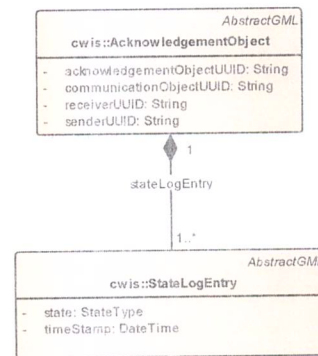 AbstractGML
cwis::AcknowledgementObject
- acknowledgementObjectUUID: String
- communicationObjectUUID: String
- receiverUUID: String
- senderUUID: String
1
stateLogEntry
1..*
AbstractGML
cwis::StateLogEntry
- state: StateType
- timeStamp: DateTime